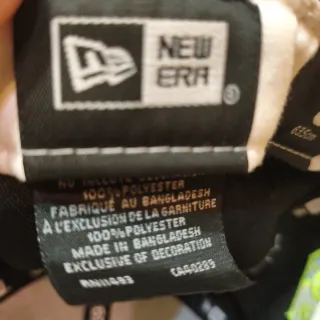 NEW
ERA
®
100% POLYESTER
FABRIQUÉ AU BANGLADESH
À L'EXCLUSION DE LA GARNITURE
100% POLYESTER
MADE IN BANGLADESH
EXCLUSIVE OF DECORATION
CA40289